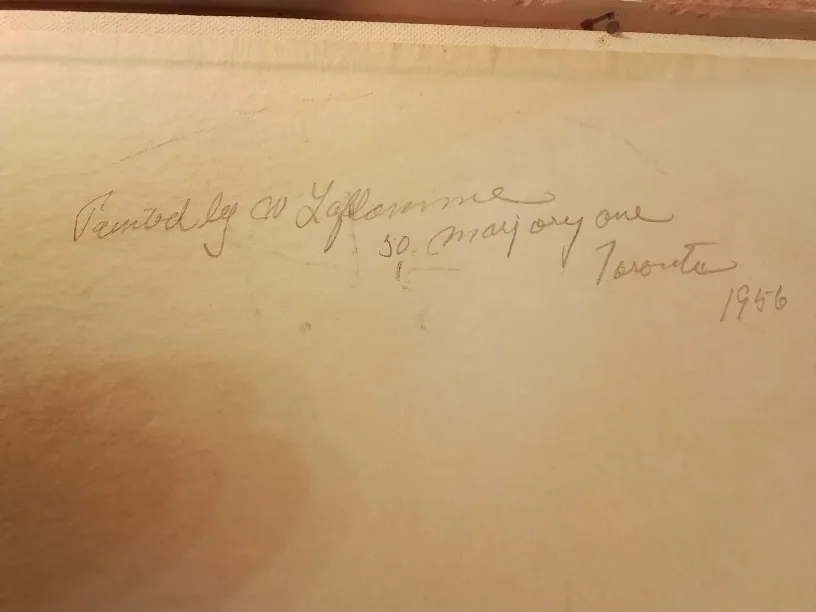 Painted by W Laflamme
50 Marjory ave
Toronto
1956